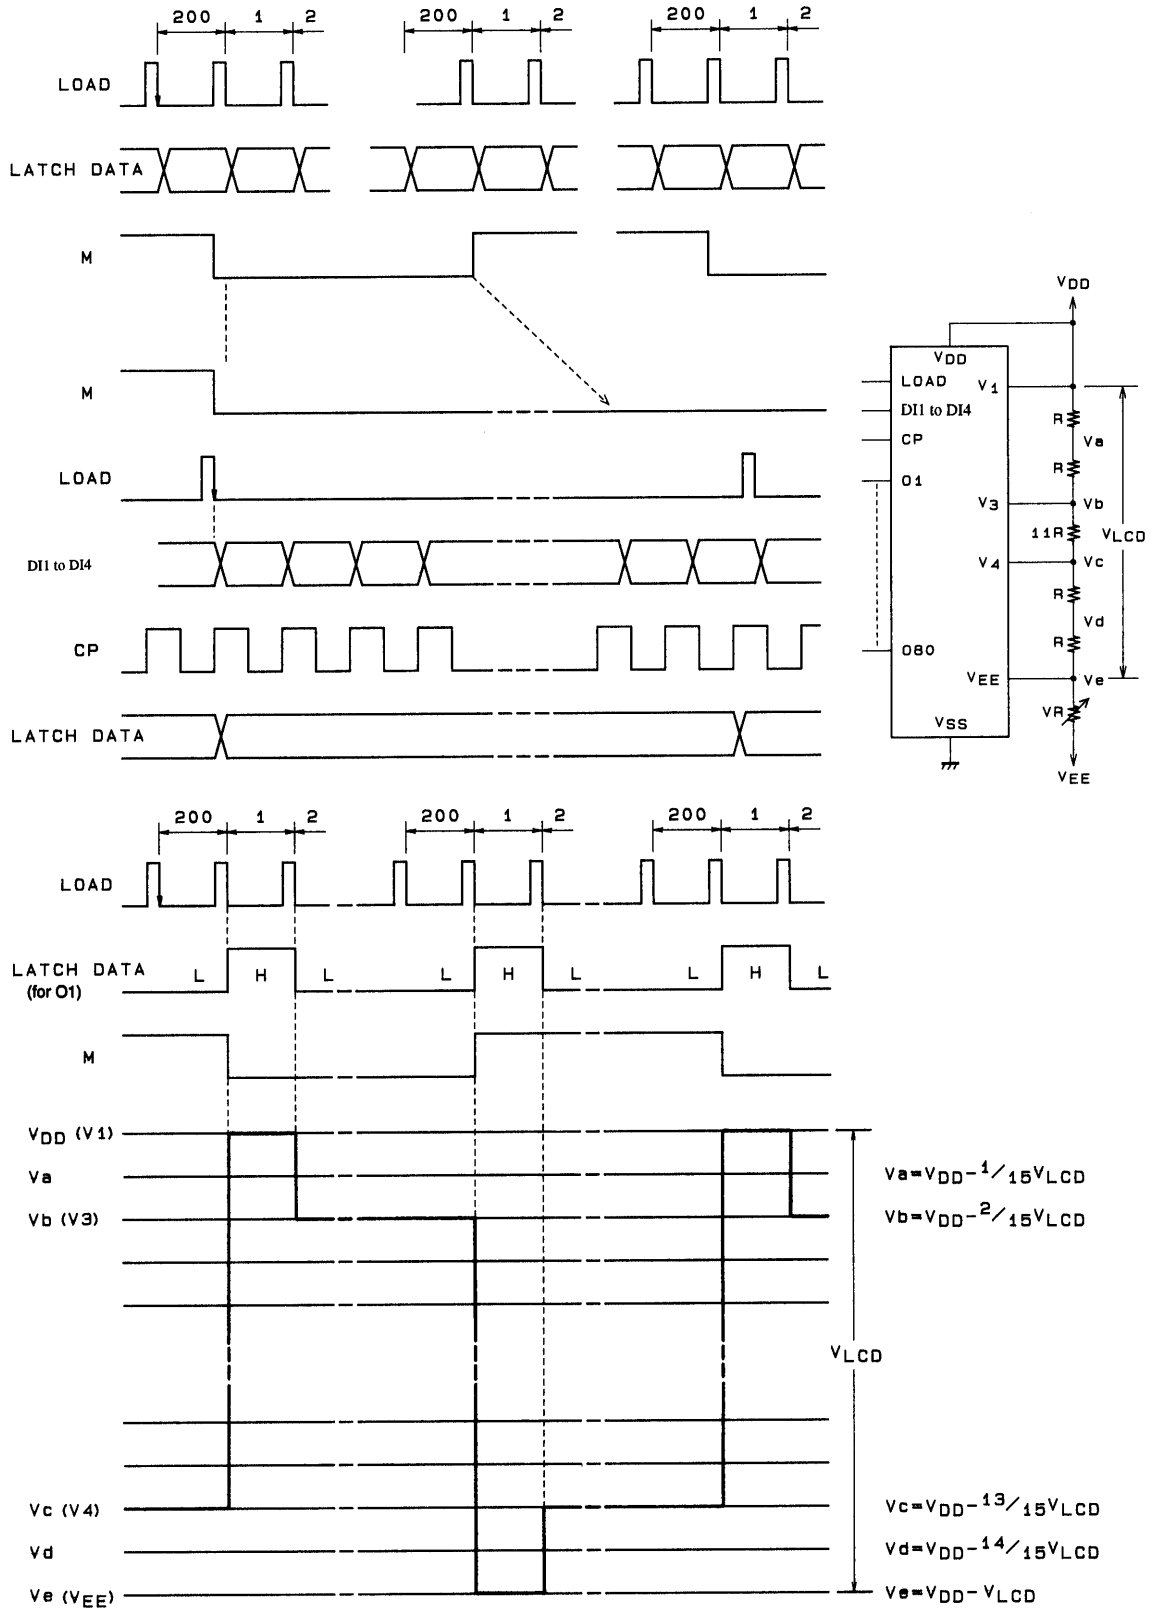 200 1 2 200 1 2 200 1 2
LOAD
LATCH DATA
M
M
LOAD
DI1 to DI4
CP
LATCH DATA
VDD
VDD
LOAD V1
DI1 to DI4 R Va
CP
R
O1
V3 Vb
11R VLCD
V4 Vc
R
Vd
R
O80
VEE Ve
VR
VSS
VEE
200 1 2 200 1 2 200 1 2
LOAD
LATCH DATA L H L L H L L H L
(for O1)
M
VDD (V1)
Va Va=VDD-1/15VLCD
Vb (V3) Vb=VDD-2/15VLCD
VLCD
Vc (V4) Vc=VDD-13/15VLCD
Vd Vd=VDD-14/15VLCD
Ve (VEE) Ve=VDD-VLCD